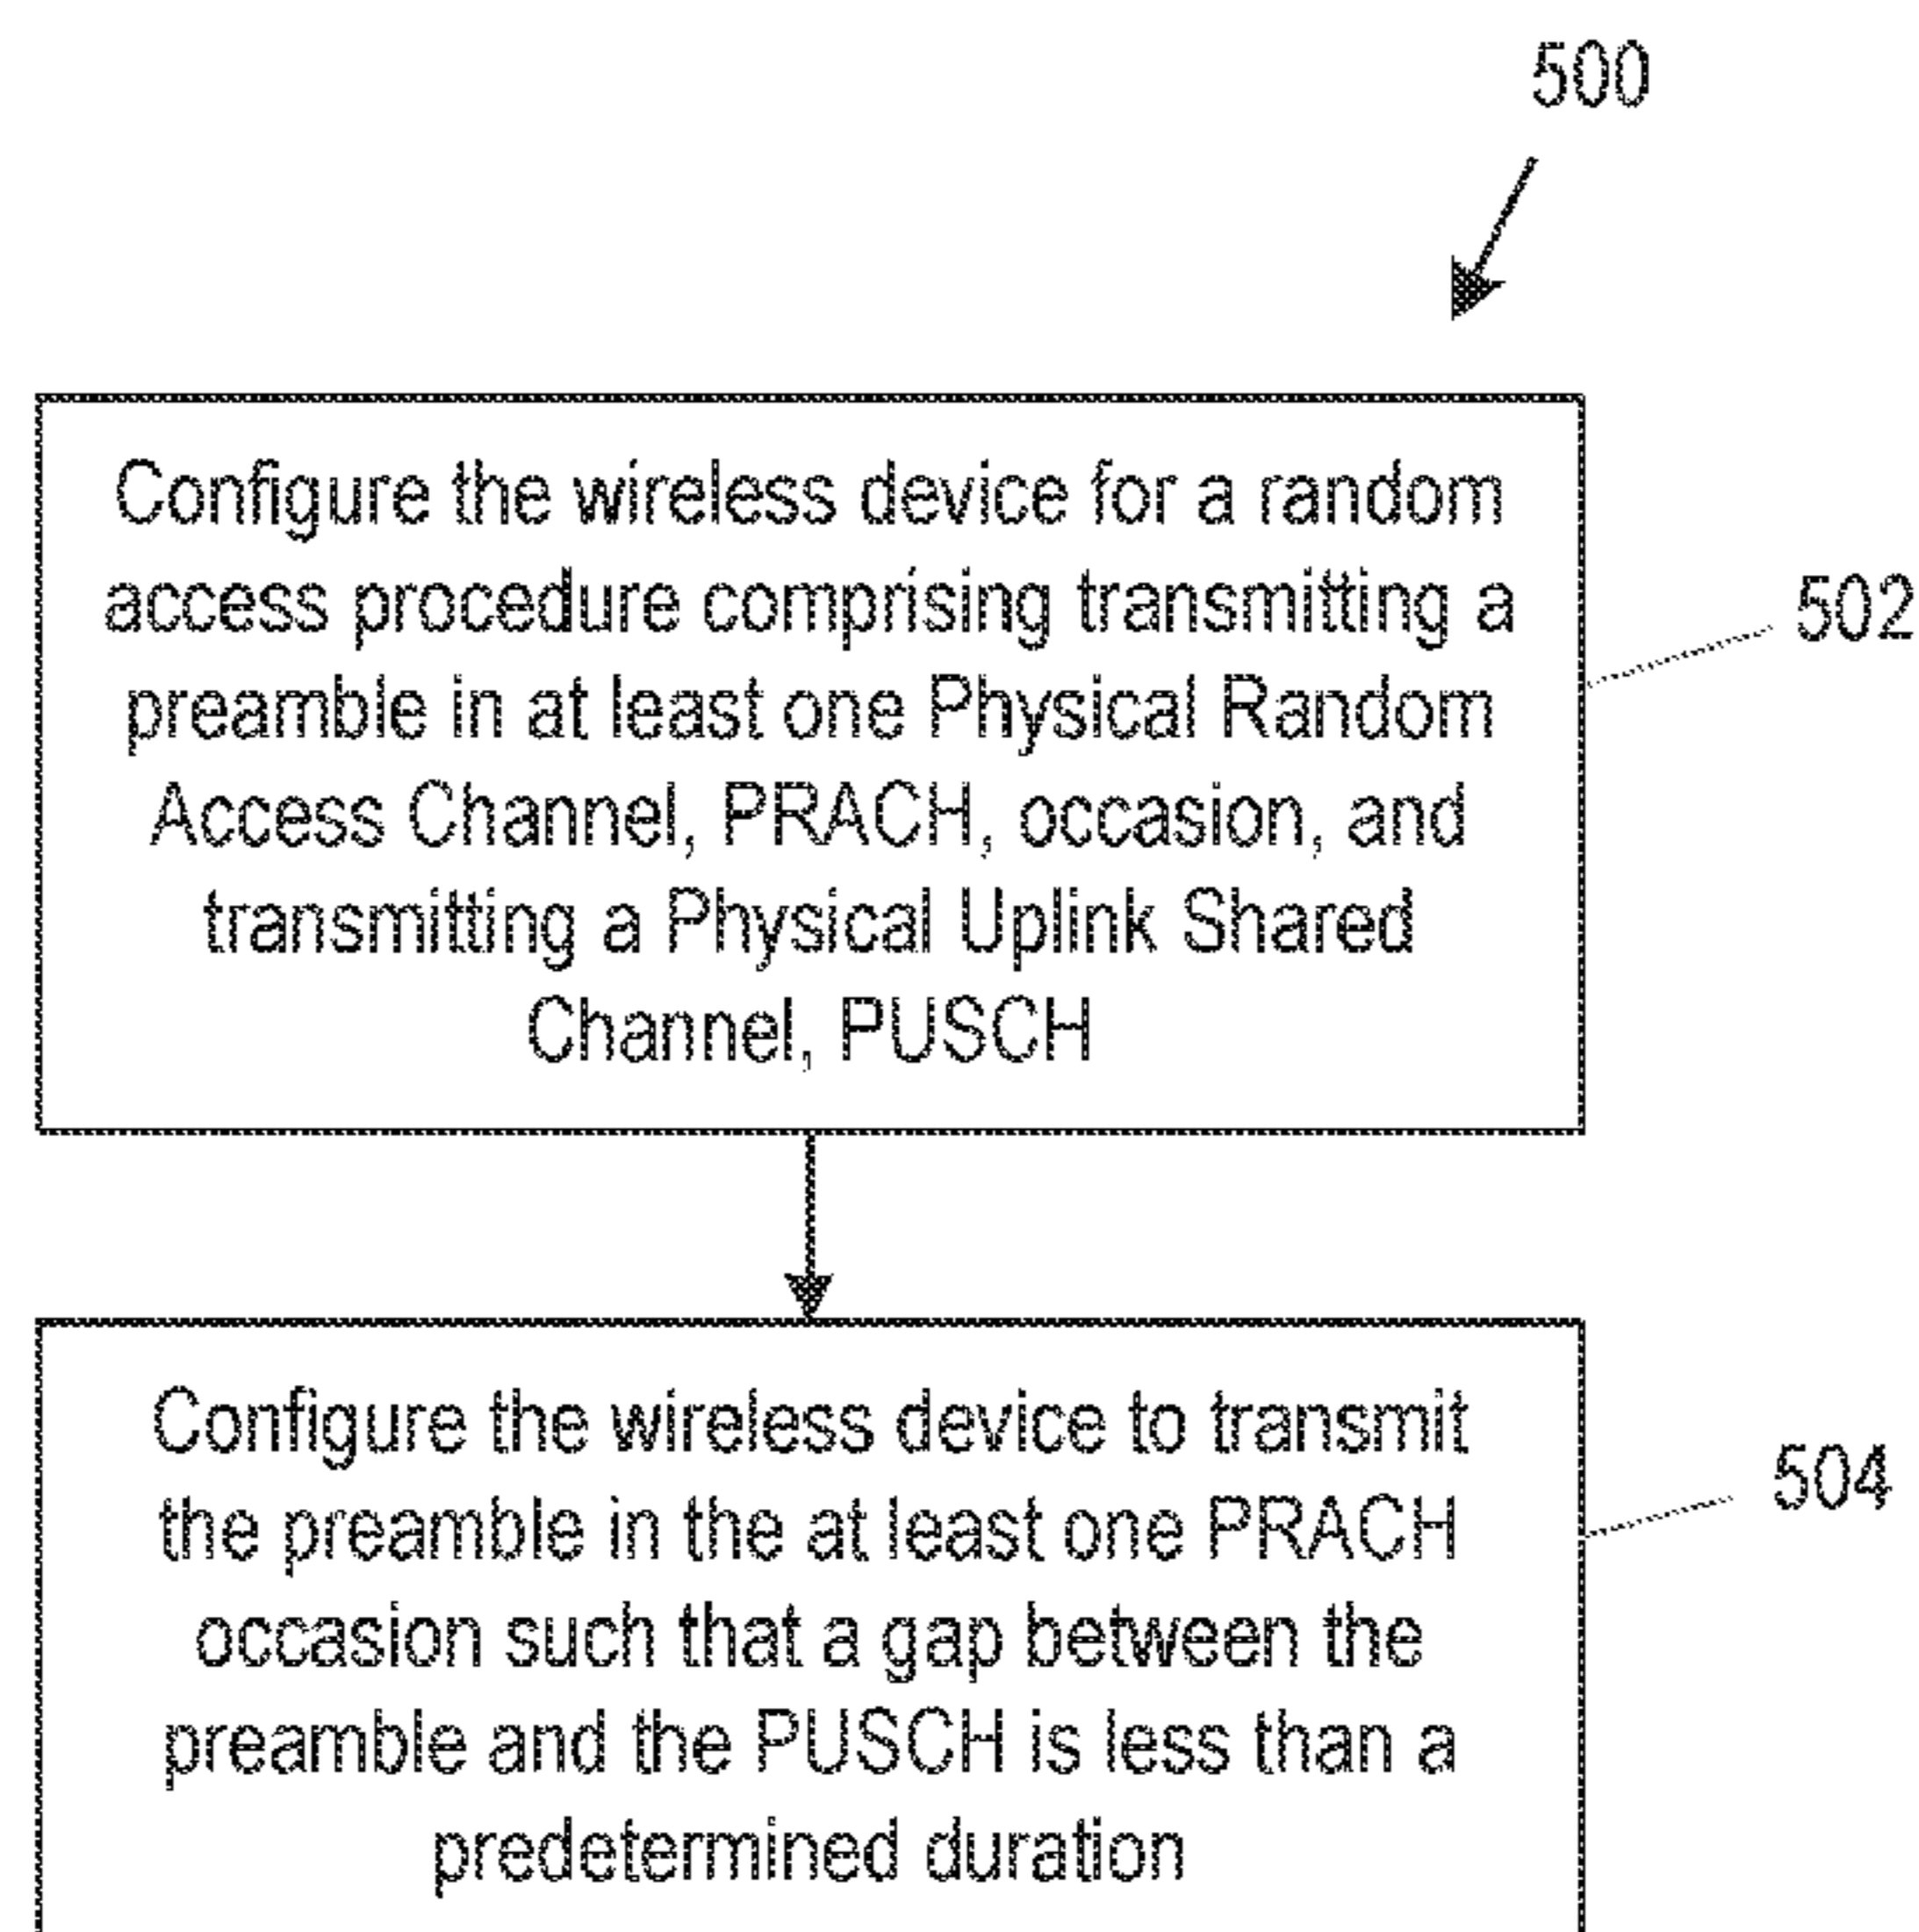 500
Configure the wireless device for a random
access procedure comprising transmitting a
preamble in at least one Physical Random
Access Channel, PRACH, occasion, and
transmitting a Physical Uplink Shared
Channel, PUSCH
502
Configure the wireless device to transmit
the preamble in the at least one PRACH
occasion such that a gap between the
preamble and the PUSCH is less than a
predetermined duration
504